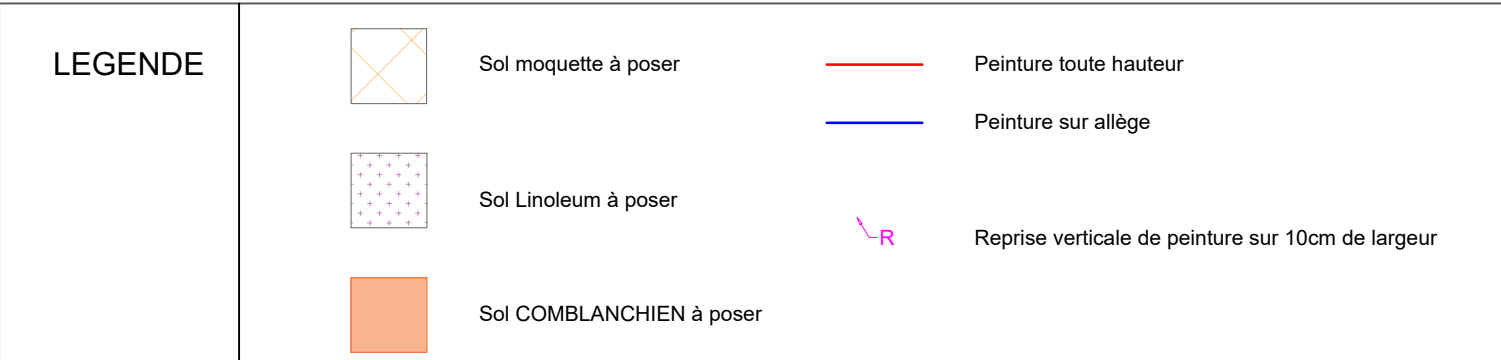 LEGENDE
Sol moquette à poser
Sol Linoleum à poser
Sol COMBLANCHIEN à poser
Peinture toute hauteur
Peinture sur allège
R
Reprise verticale de peinture sur 10cm de largeur